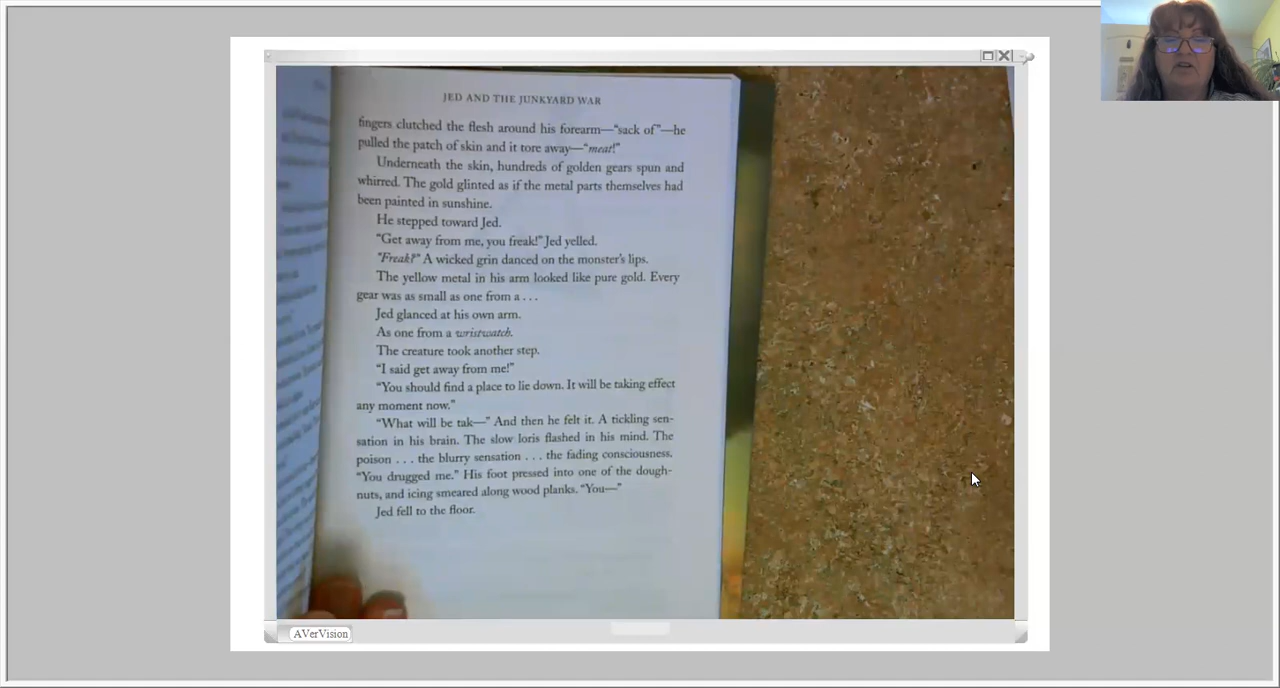 JED AND THE JUNKYARD WAR
fingers clutched the flesh around his forearm—“sack of”—he
pulled the patch of skin and it tore away—“meat!”
Underneath the skin, hundreds of golden gears spun and
whirred. The gold glinted as if the metal parts themselves had
been painted in sunshine.
He stepped toward Jed.
“Get away from me, you freak!” Jed yelled.
“Freak?” A wicked grin danced on the monster’s lips.
The yellow metal in his arm looked like pure gold. Every
gear was as small as one from a . . .
Jed glanced at his own arm.
As one from a wristwatch.
The creature took another step.
“I said get away from me!”
“You should find a place to lie down. It will be taking effect
any moment now.”
“What will be tak—” And then he felt it. A tickling sen-
sation in his brain. The slow loris flashed in his mind. The
poison . . . the blurry sensation . . . the fading consciousness.
“You drugged me.” His foot pressed into one of the dough-
nuts, and icing smeared along wood planks. “You—”
Jed fell to the floor.
AVerVision